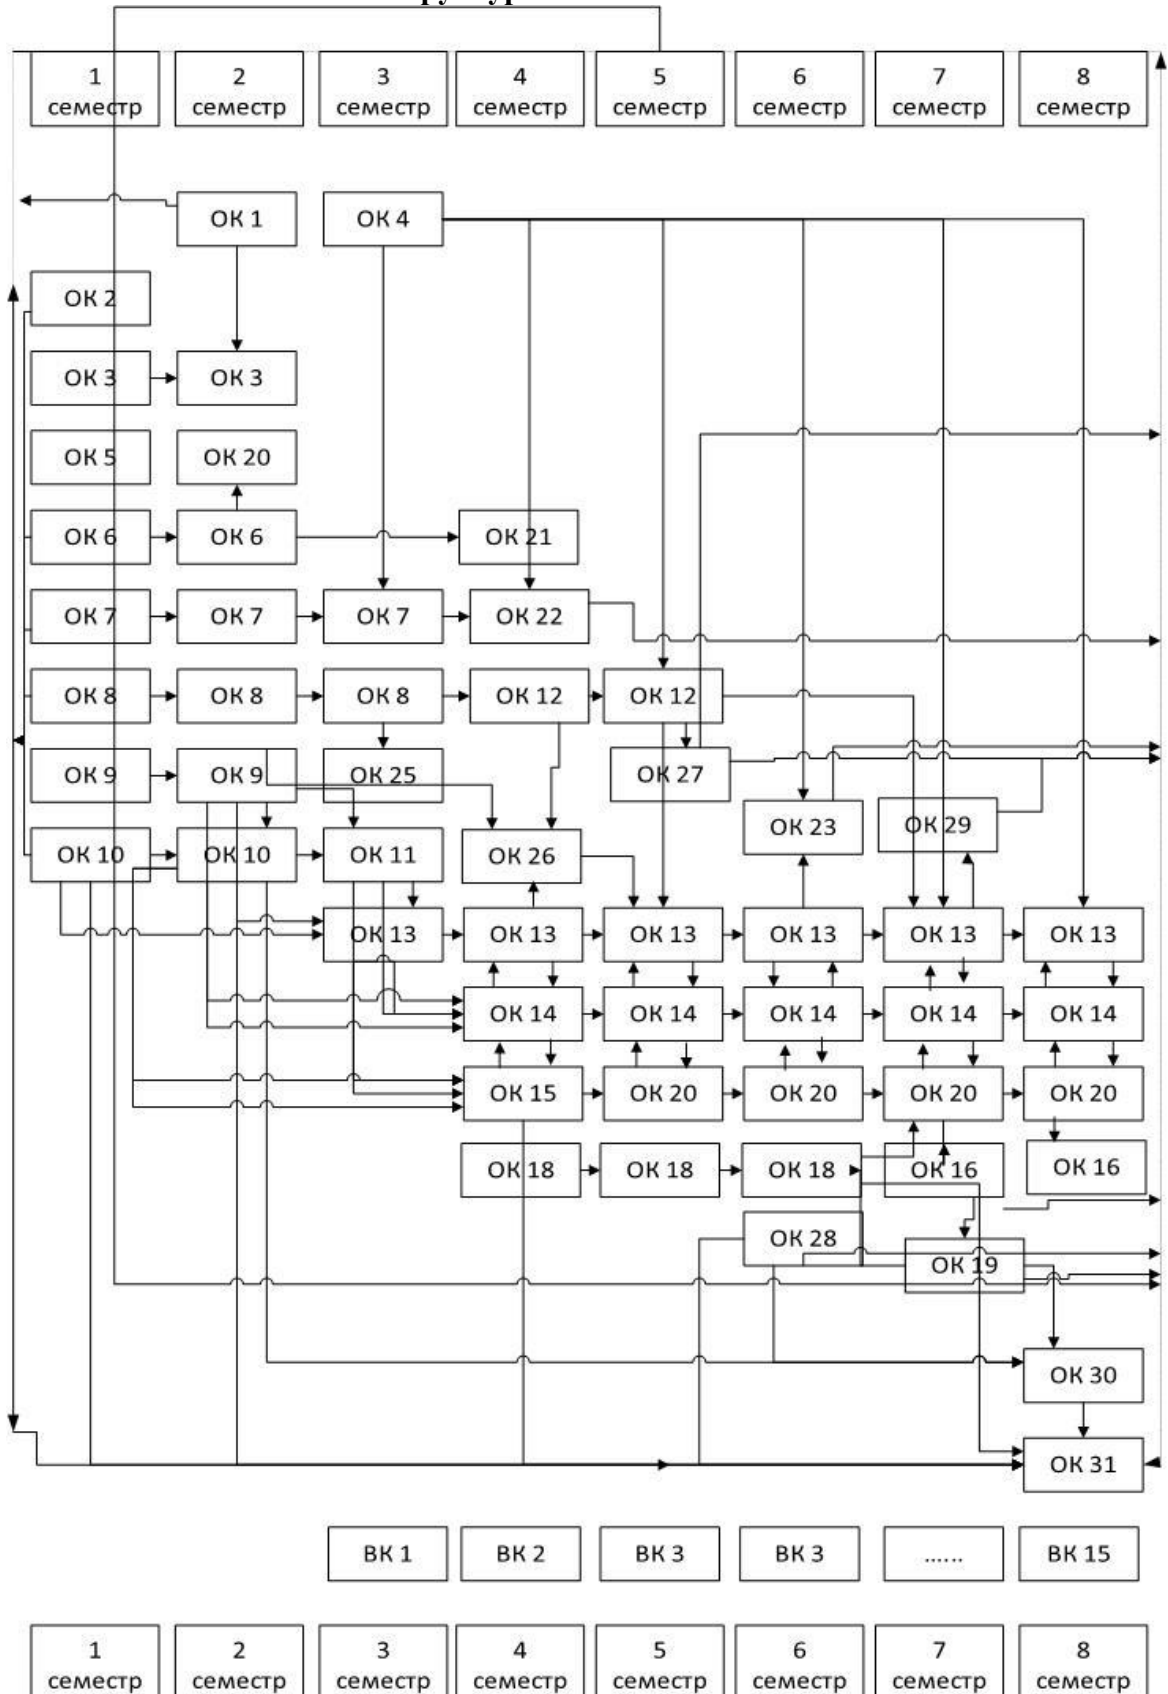 1 2 3 4 5 6 7 8
семестр семестр семестр семестр семестр семестр семестр семестр
ОК 1 ОК 4
ОК 2
ОК 3 ОК 3
ОК 5 ОК 20
ОК 6 ОК 6 ОК 21
ОК 7 ОК 7 ОК 7 ОК 22
ОК 8 ОК 8 ОК 8 ОК 12 ОК 12
ОК 9 ОК 9 ОК 25 ОК 27
ОК 23 ОК 29
ОК 10 ОК 10 ОК 11 ОК 26
ОК 13 ОК 13 ОК 13 ОК 13 ОК 13 ОК 13
ОК 14 ОК 14 ОК 14 ОК 14 ОК 14
ОК 15 ОК 20 ОК 20 ОК 20 ОК 20
ОК 18 ОК 18 ОК 18 ОК 16 ОК 16
ОК 28
ОК 19
ОК 30
ОК 31
ВК 1 ВК 2 ВК 3 ВК 3 ...... ВК 15
1 2 3 4 5 6 7 8
семестр семестр семестр семестр семестр семестр семестр семестр